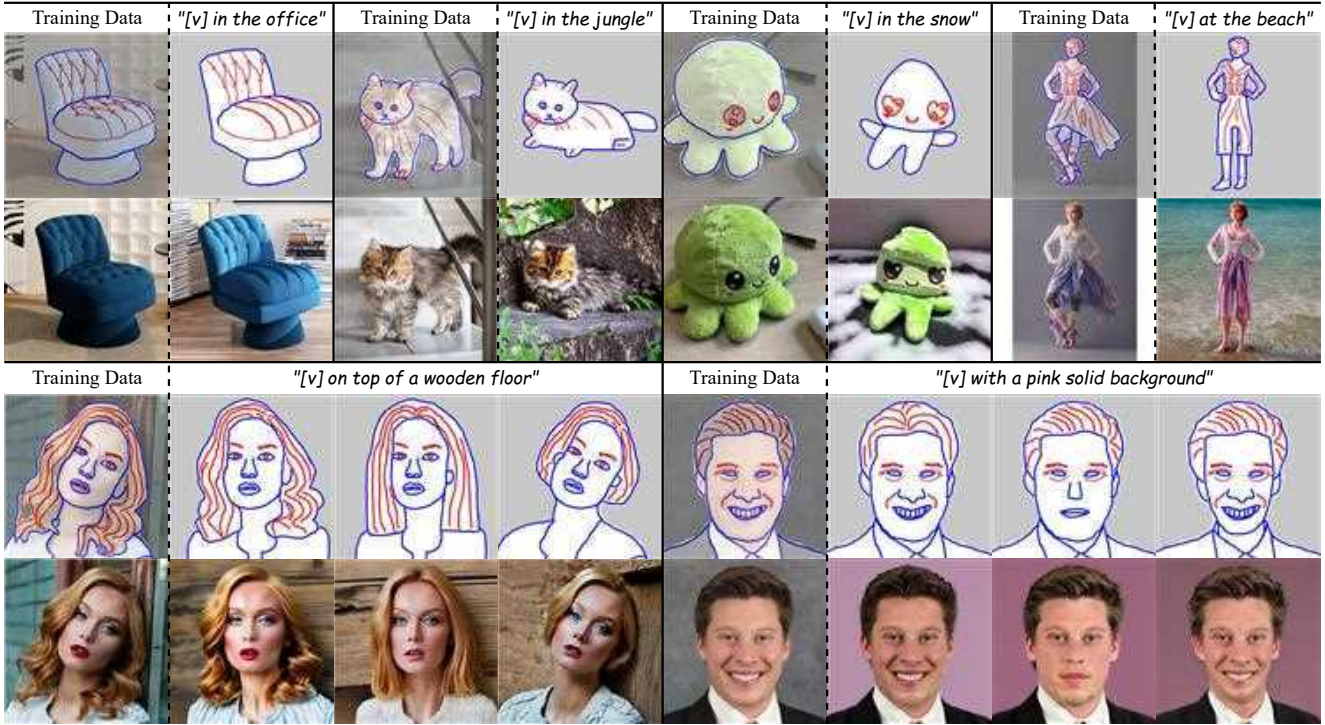 Training Data
"[v] in the office"
Training Data
"[v] in the jungle"
Training Data
"[v] in the snow"
Training Data
"[v] at the beach"
Training Data
"[v] on top of a wooden floor"
Training Data
"[v] with a pink solid background"